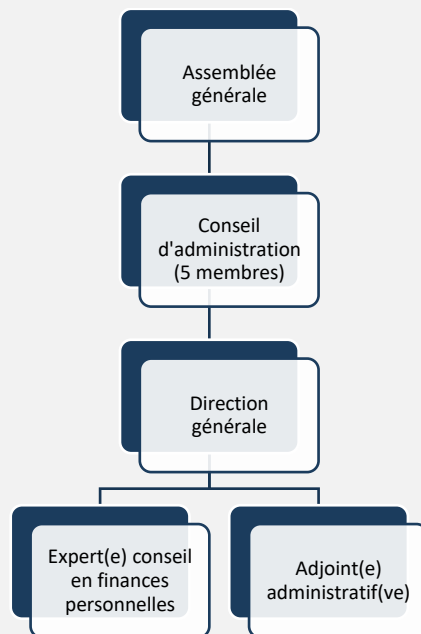 Assemblée
générale
Conseil
d'administration
(5 membres)
Direction
générale
Expert(e) conseil
en finances
personnelles
Adjoint(e)
administratif(ve)